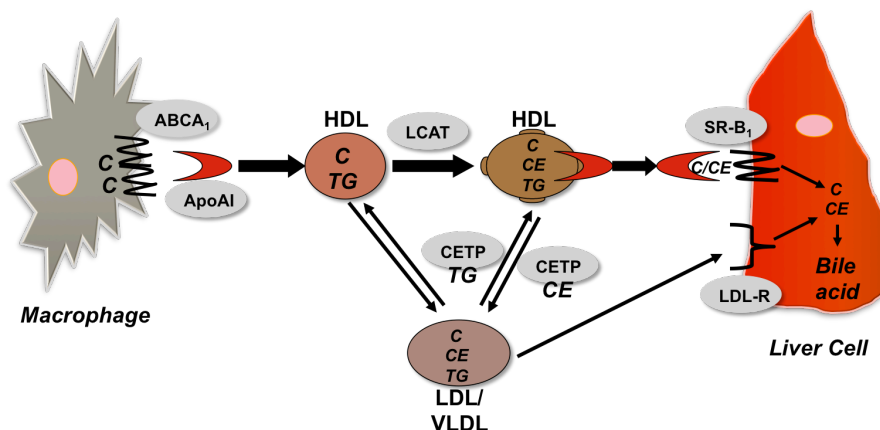 ABCA₁
C
C
ApoAI
Macrophage
HDL
C
TG
LCAT
HDL
C
CE
TG
CETP
TG
CETP
CE
C
CE
TG
LDL/
VLDL
SR-B₁
C/CE
C
CE
Bile
acid
LDL-R
Liver Cell